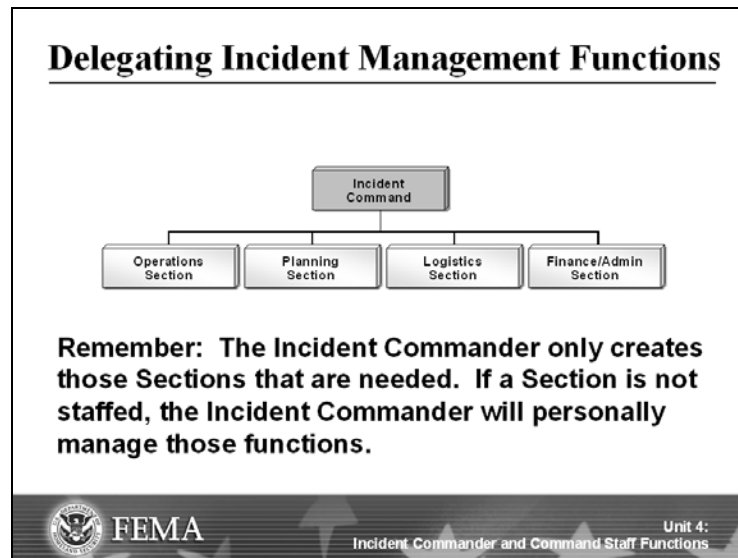 Delegating Incident Management Functions
Incident
Command
Operations
Section
Planning
Section
Logistics
Section
Finance/Admin
Section
Remember: The Incident Commander only creates
those Sections that are needed. If a Section is not
staffed, the Incident Commander will personally
manage those functions.
FEMA
Unit 4:
Incident Commander and Command Staff Functions